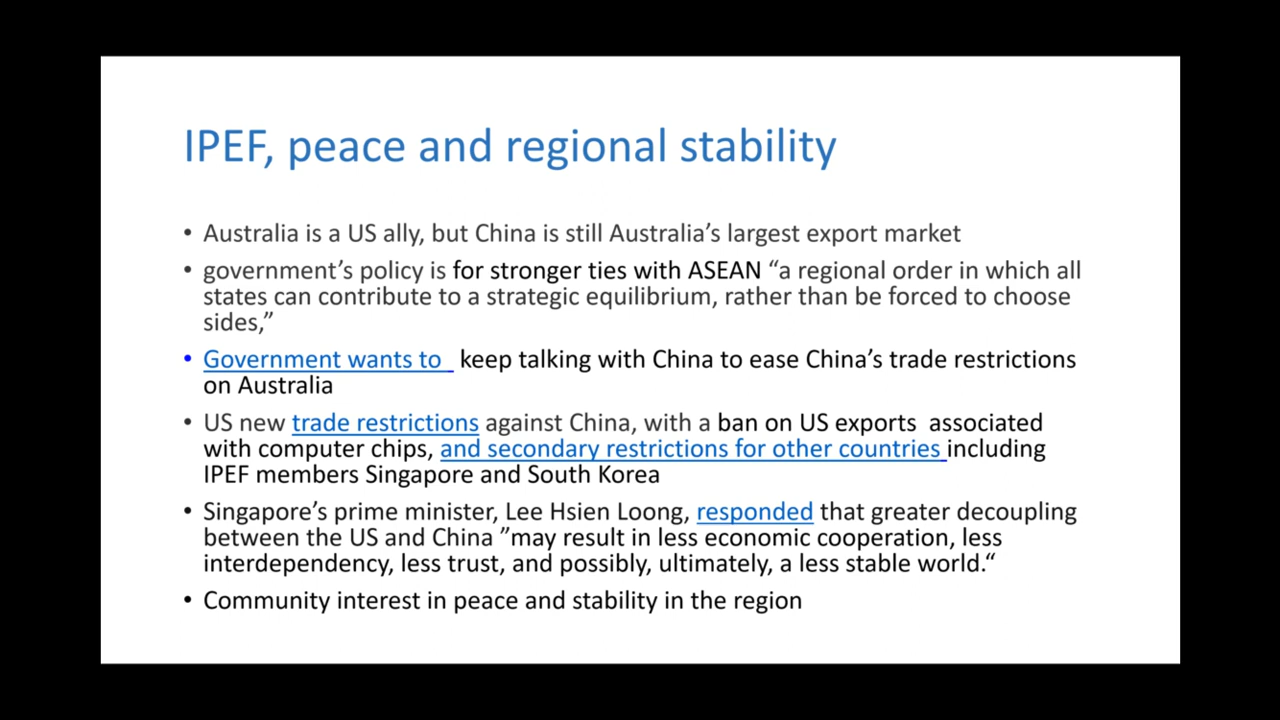 IPEF, peace and regional stability
• Australia is a US ally, but China is still Australia’s largest export market
• government’s policy is for stronger ties with ASEAN “a regional order in which all
states can contribute to a strategic equilibrium, rather than be forced to choose
sides,”
• Government wants to   keep talking with China to ease China’s trade restrictions
on Australia
• US new trade restrictions against China, with a ban on US exports  associated
with computer chips, and secondary restrictions for other countries including
IPEF members Singapore and South Korea
• Singapore’s prime minister, Lee Hsien Loong, responded that greater decoupling
between the US and China ”may result in less economic cooperation, less
interdependency, less trust, and possibly, ultimately, a less stable world.“
• Community interest in peace and stability in the region